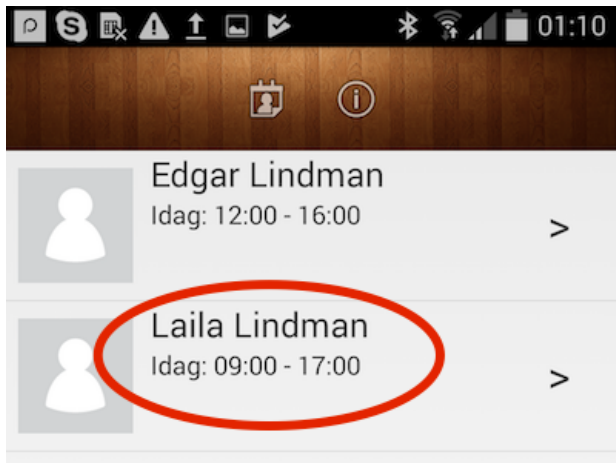 01:10
Edgar Lindman
Idag: 12:00 - 16:00
>
Laila Lindman
Idag: 09:00 - 17:00
>